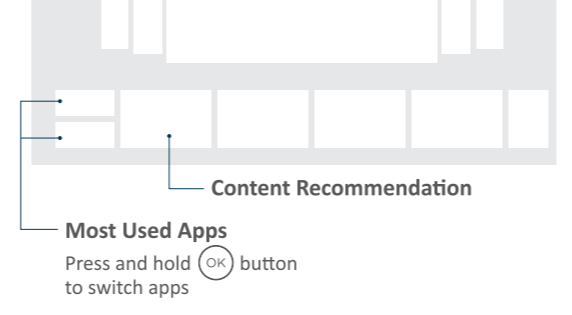 Content Recommendation
Most Used Apps
Press and hold OK button
to switch apps